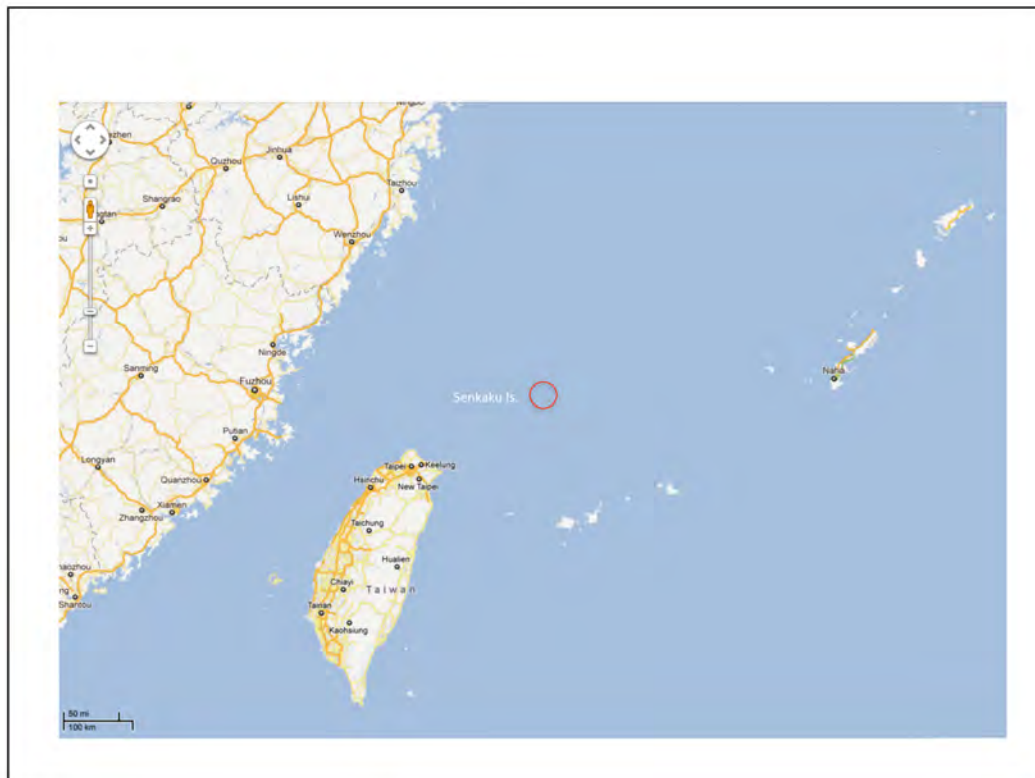 Jinhua
Quzhou
Taizhou
Shangrao
Lishui
Wenzhou
Ningde
Sanming
Naha
Fuzhou
Senkaku Is.
Putian
Longyan
Taipei
Keelung
Quanzhou
Hsinchu
New Taipei
Xiamen
Zhangzhou
Taichung
Hualien
Chiayi
Taiwan
Shantou
Tainan
Kaohsiung
50 mi
100 km